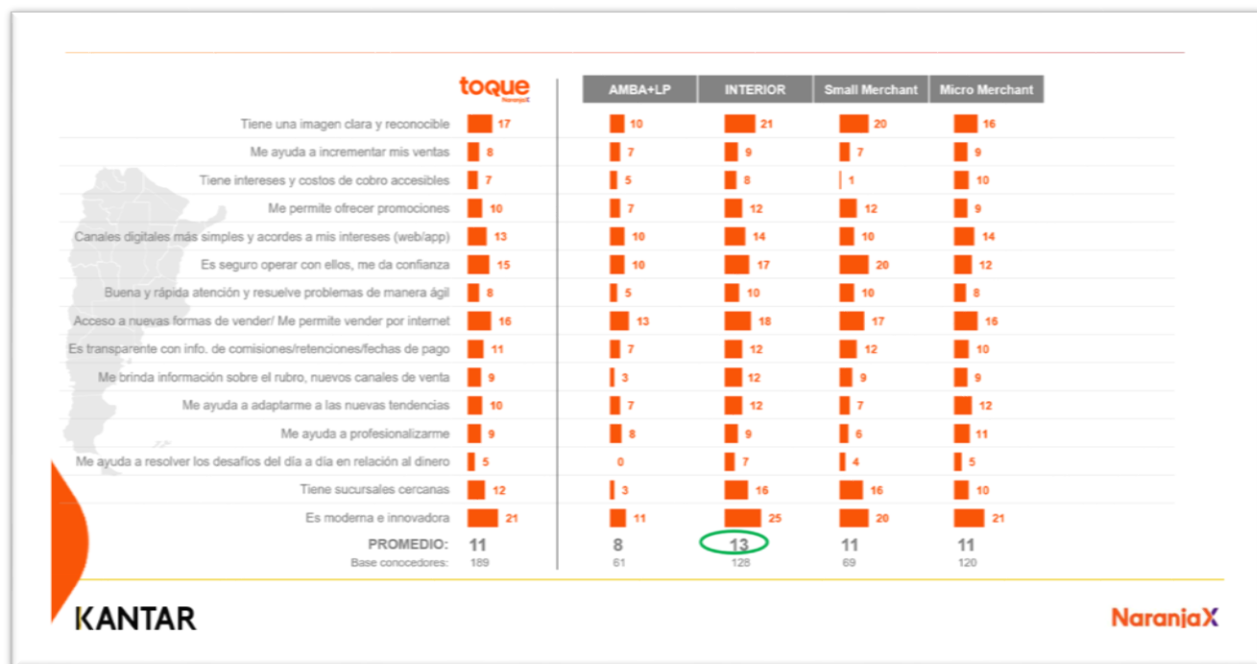 toque
NaranjaX
AMBA+LP INTERIOR Small Merchant Micro Merchant
Tiene una imagen clara y reconocible 17 10 21 20 16
Me ayuda a incrementar mis ventas 8 7 9 7 9
Tiene intereses y costos de cobro accesibles 7 5 8 1 10
Me permite ofrecer promociones 10 7 12 12 9
Canales digitales más simples y acordes a mis intereses (web/app) 13 10 14 10 14
Es seguro operar con ellos, me da confianza 15 10 17 20 12
Buena y rápida atención y resuelve problemas de manera ágil 8 5 10 10 8
Acceso a nuevas formas de vender/ Me permite vender por internet 16 13 18 17 16
Es transparente con info. de comisiones/retenciones/fechas de pago 11 7 12 12 10
Me brinda información sobre el rubro, nuevos canales de venta 9 3 12 9 9
Me ayuda a adaptarme a las nuevas tendencias 10 7 12 7 12
Me ayuda a profesionalizarme 9 8 9 6 11
Me ayuda a resolver los desafíos del día a día en relación al dinero 5 0 7 4 5
Tiene sucursales cercanas 12 3 16 16 10
Es moderna e innovadora 21 11 25 20 21
PROMEDIO: 11 8 13 11 11
Base conocedores: 189 61 128 69 120
KANTAR
NaranjaX